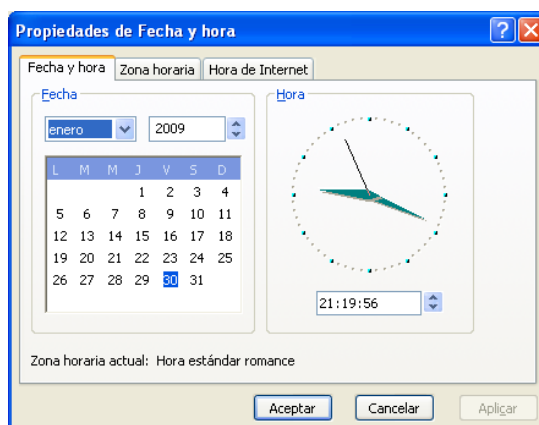 Propiedades de Fecha y hora
Fecha y hora Zona horaria Hora de Internet
Fecha
enero 2009
L M M J V S D
1 2 3 4
5 6 7 8 9 10 11
12 13 14 15 16 17 18
19 20 21 22 23 24 25
26 27 28 29 30 31
Hora
21:19:56
Zona horaria actual: Hora estándar romance
Aceptar Cancelar Aplicar